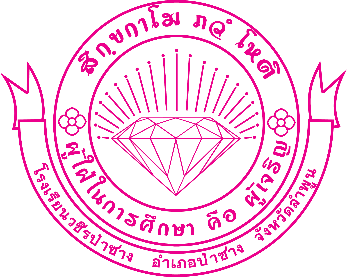 สิกฺขกาโม ภวํ โหติ
ผู้ใฝ่ในการศึกษา คือ ผู้เจริญ
โรงเรียนวชิรป่าซาง อำเภอป่าซาง จังหวัดลำพูน